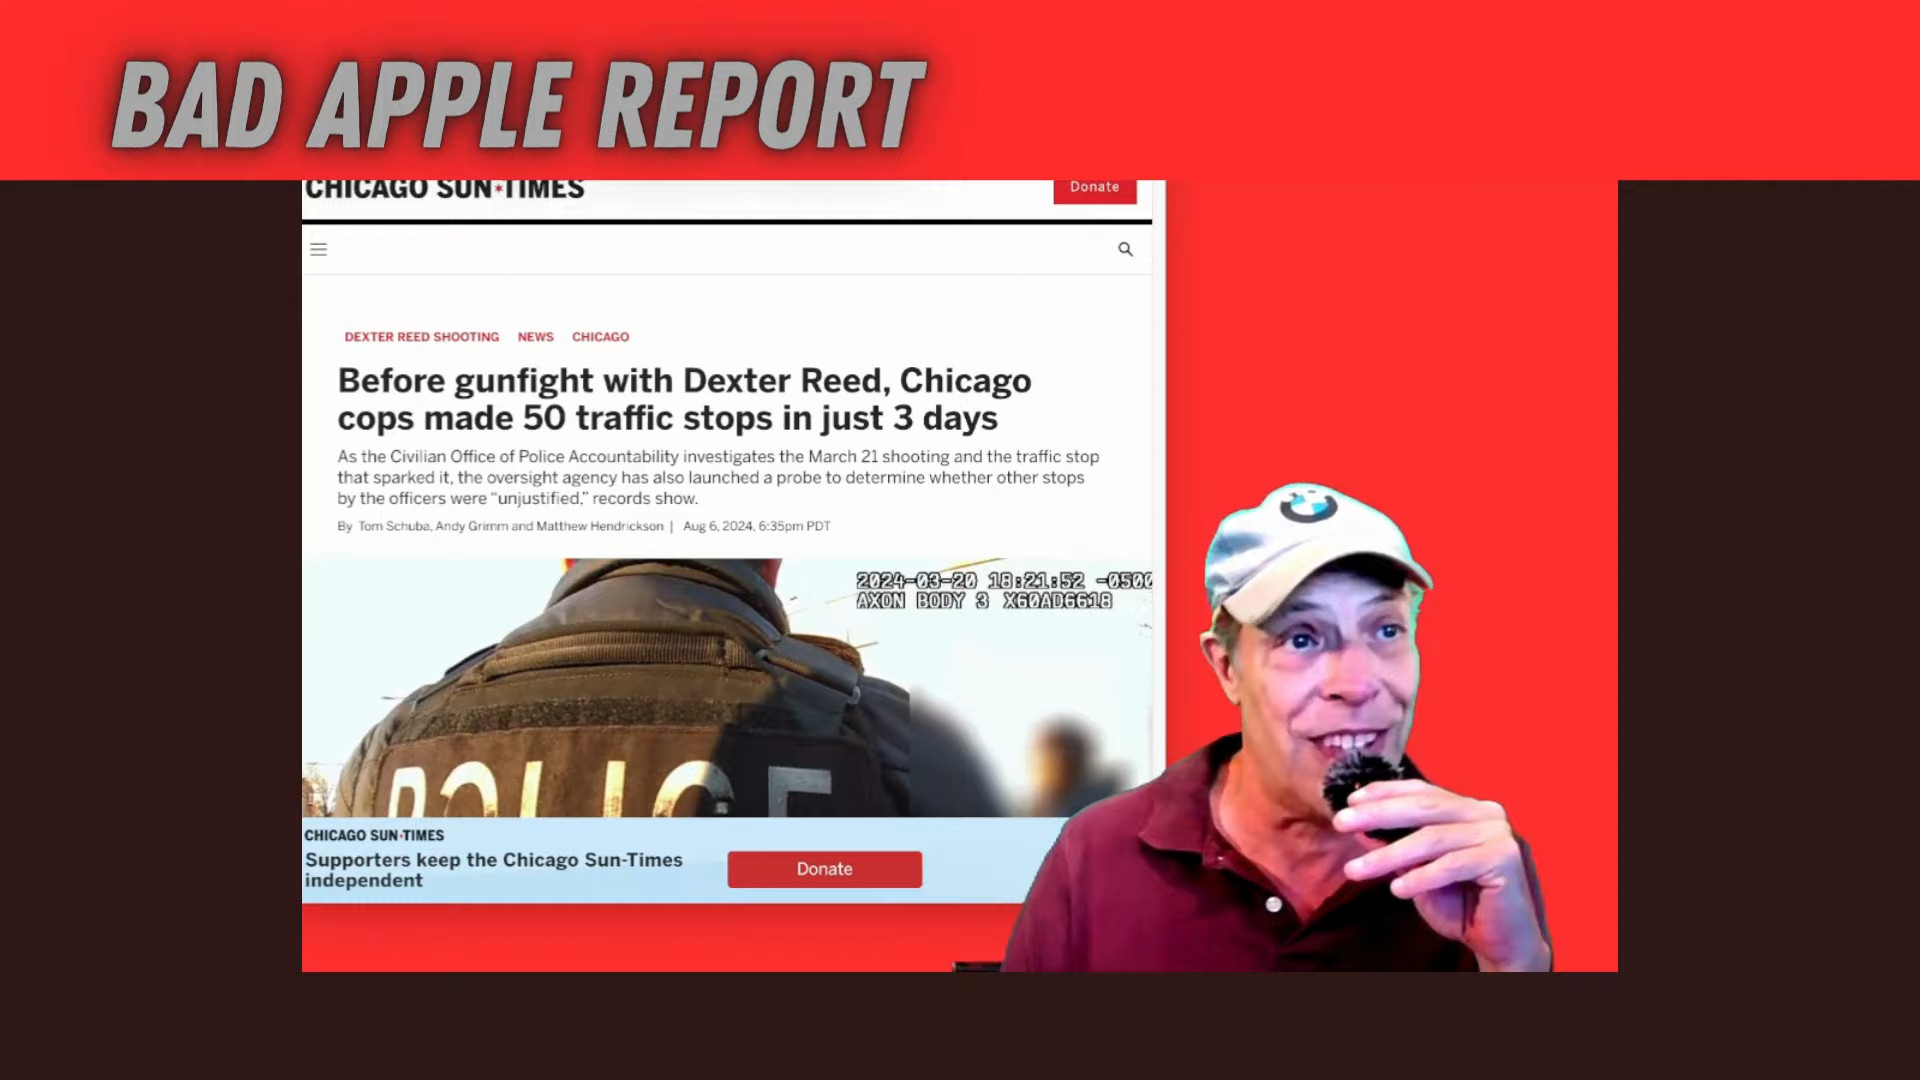 BAD APPLE REPORT
CHICAGO SUN*TIMES
Donate
DEXTER REED SHOOTING NEWS CHICAGO
Before gunfight with Dexter Reed, Chicago
cops made 50 traffic stops in just 3 days
As the Civilian Office of Police Accountability investigates the March 21 shooting and the traffic stop
that sparked it, the oversight agency has also launched a probe to determine whether other stops
by the officers were “unjustified,” records show.
By Tom Schuba, Andy Grimm and Matthew Hendrickson | Aug 6, 2024, 6:35pm PDT
2024-03-20 18:21:52 -0500
AXON BODY 3 X60AD6618
POLICE
CHICAGO SUN*TIMES
Supporters keep the Chicago Sun-Times
independent
Donate
BMW